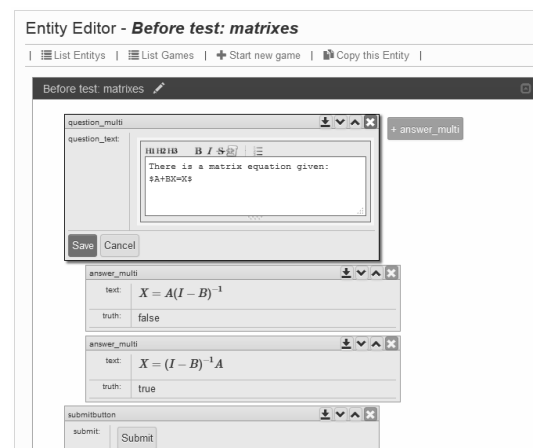 Entity Editor - Before test: matrixes
| List Entitys | List Games | Start new game | Copy this Entity |
Before test: matrixes
question_multi
+ answer_multi
question_text:
H1 H2 H3 B I S
There is a matrix equation given:
$A+BX=X$
Save Cancel
answer_multi
text: X = A(I − B)⁻¹
truth: false
answer_multi
text: X = (I − B)⁻¹A
truth: true
submitbutton
submit: Submit